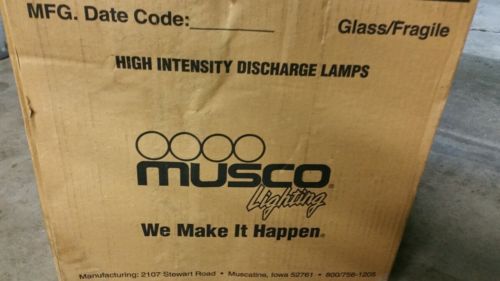 MFG. Date Code:________
Glass/Fragile
HIGH INTENSITY DISCHARGE LAMPS
musco®
Lighting
We Make It Happen®
Manufacturing: 2107 Stewart Road • Muscatine, Iowa 52761 • 800/756-1205